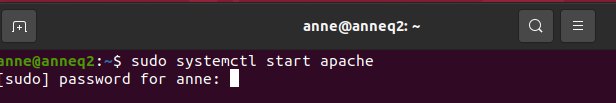 anne@anneq2: ~
anne@anneq2:~$ sudo systemctl start apache
[sudo] password for anne: